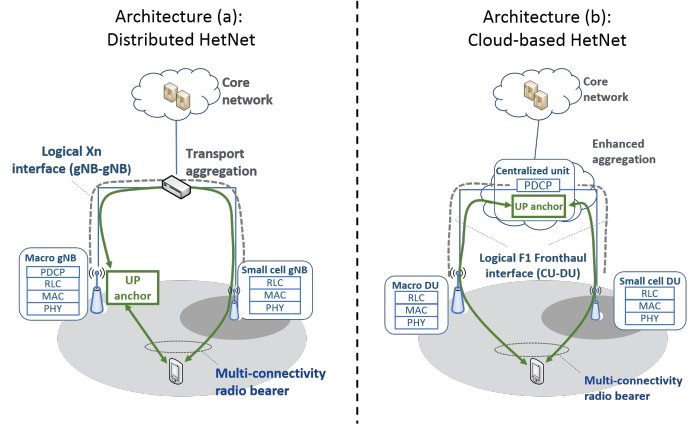 Architecture (a):
Distributed HetNet
Core
network
Logical Xn
interface (gNB-gNB)
Transport
aggregation
Macro gNB
PDCP
RLC
MAC
PHY
UP
anchor
Small cell gNB
RLC
MAC
PHY
Multi-connectivity
radio bearer
Architecture (b):
Cloud-based HetNet
Core
network
Enhanced
aggregation
Centralized unit
PDCP
UP anchor
Logical F1 Fronthaul
interface (CU-DU)
Macro DU
RLC
MAC
PHY
Small cell DU
RLC
MAC
PHY
Multi-connectivity
radio bearer